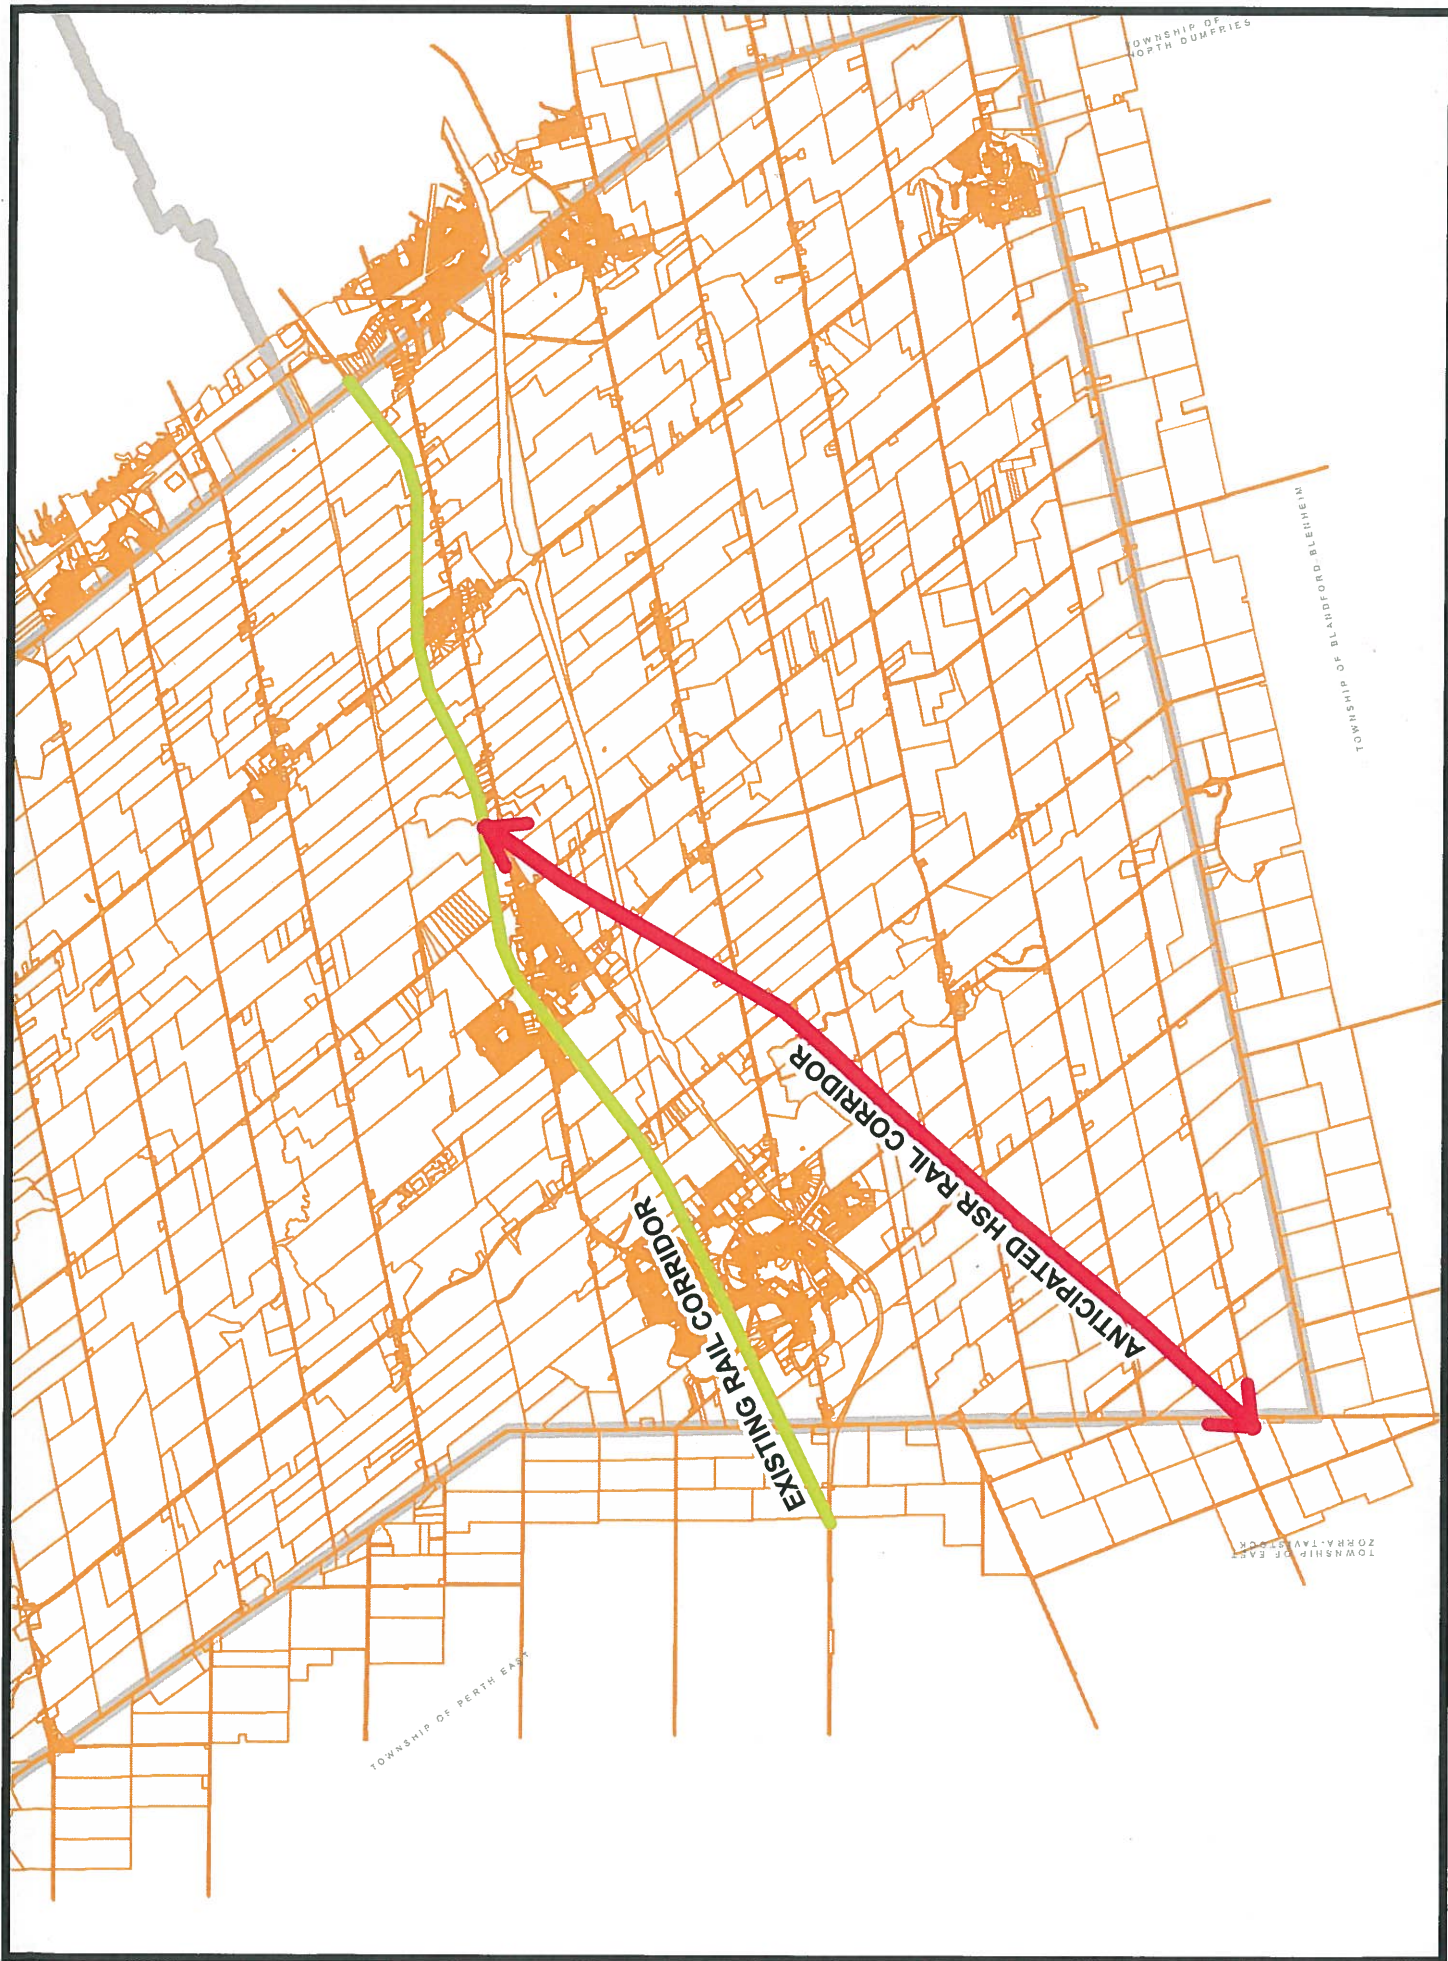 TOWNSHIP OF
NORTH DUMFRIES
TOWNSHIP OF BLANDFORD-BLENHEIM
ANTICIPATED HSR RAIL CORRIDOR
EXISTING RAIL CORRIDOR
TOWNSHIP OF EAST
ZORRA-TAVISTOCK
TOWNSHIP OF PERTH EAST